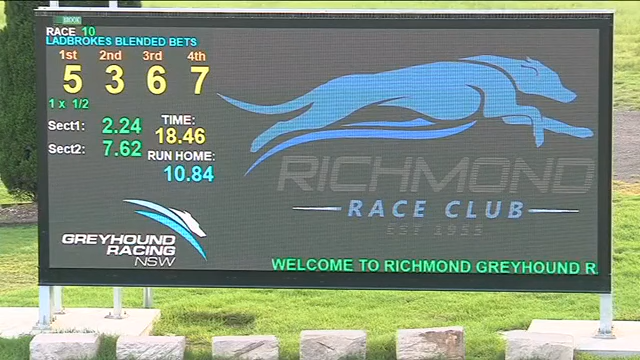 RACE 10
LADBROKES BLENDED BETS
1st 2nd 3rd 4th
5 3 6 7
1 x 1/2
Sect1: 2.24
Sect2: 7.62
TIME:
18.46
RUN HOME:
10.84
RICHMOND
RACE CLUB
EST 1955
GREYHOUND
RACING
NSW
WELCOME TO RICHMOND GREYHOUND R